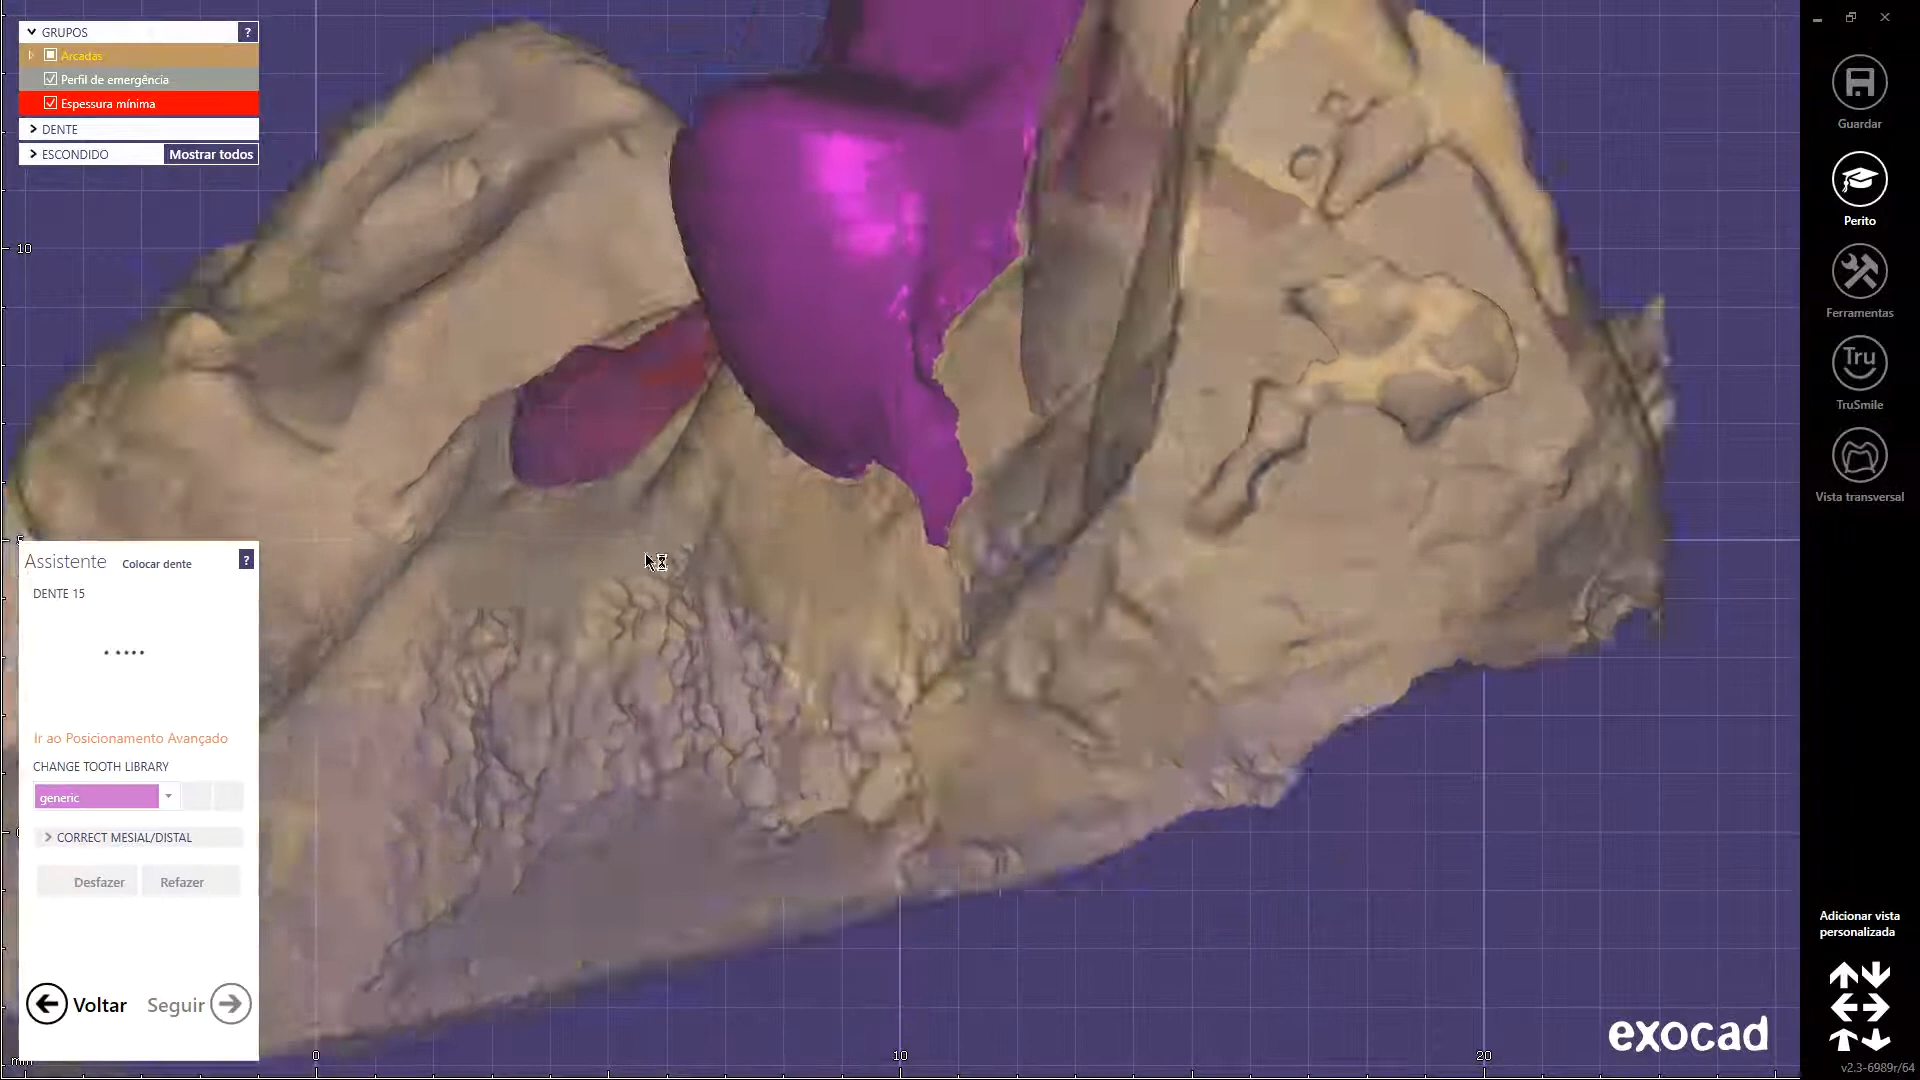 GRUPOS ?
Arcadas
Perfil de emergência
Espessura mínima
DENTE
ESCONDIDO Mostrar todos
10
5
Assistente Colocar dente ?
DENTE 15
Ir ao Posicionamento Avançado
CHANGE TOOTH LIBRARY
generic
CORRECT MESIAL/DISTAL
Desfazer Refazer
Voltar Seguir
0 10 20
Guardar
Perito
Ferramentas
Tru
TruSmile
Vista transversal
Adicionar vista
personalizada
exocad
v2.3-6989r/64